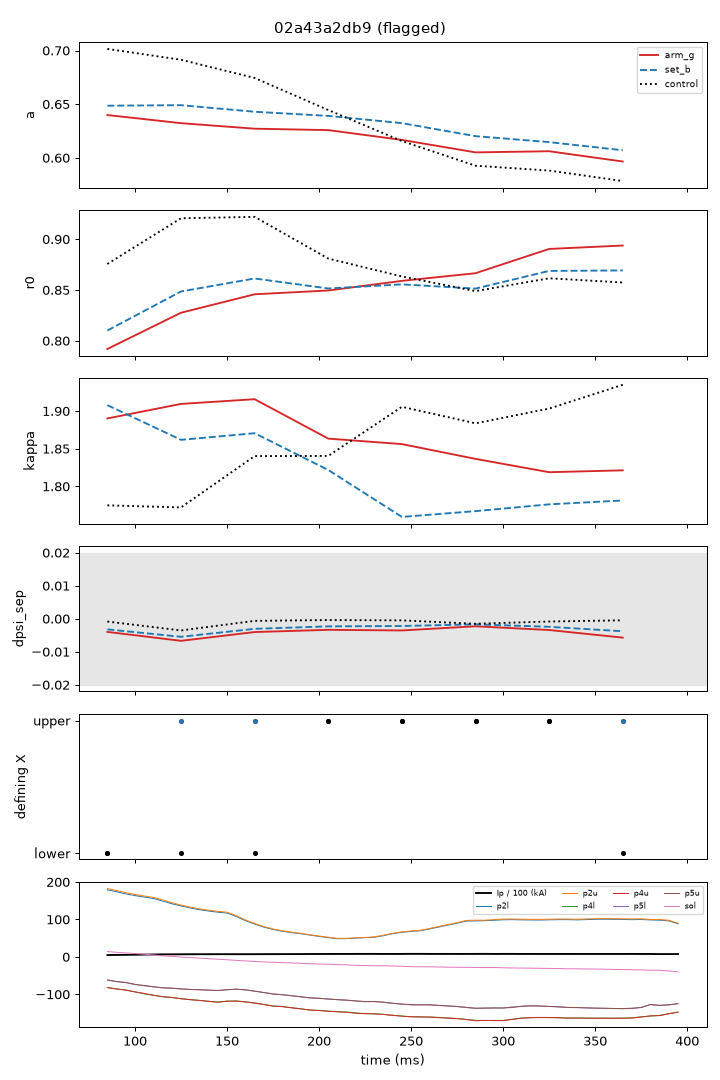 02a43a2db9 (flagged)
0.70
0.65
0.60
a
arm_g
set_b
control
0.90
0.85
0.80
r0
1.90
1.85
1.80
kappa
0.02
0.01
0.00
−0.01
−0.02
dpsi_sep
upper
lower
defining X
200
100
0
−100
Ip / 100 (kA)
p2l
p2u
p4l
p4u
p5l
p5u
sol
100
150
200
250
300
350
400
time (ms)